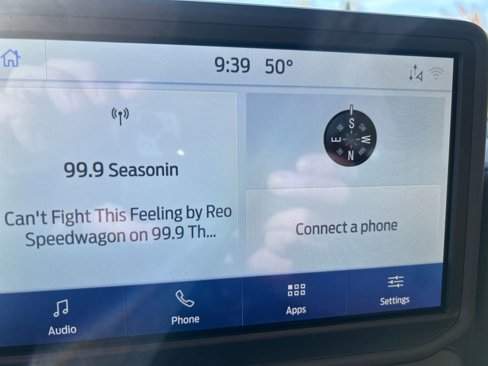 9:39 50°
99.9 Seasonin
Can't Fight This Feeling by Reo
Speedwagon on 99.9 Th...
S
E W
N
Connect a phone
Audio
Phone
Apps
Settings